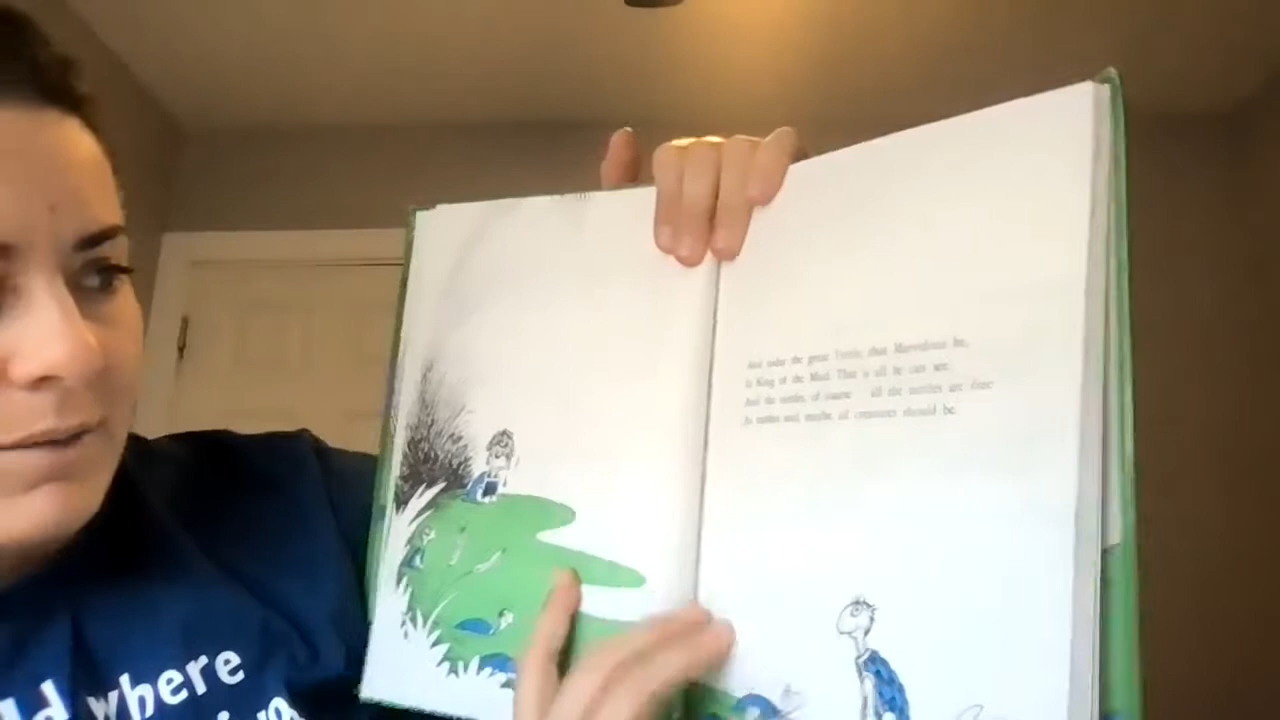 And today the great Yertle, that Marvelous he,
is King of the Mud. That is all he can see.
And the turtles, of course all the turtles are free
As turtles and, maybe, all creatures should be.
ld where